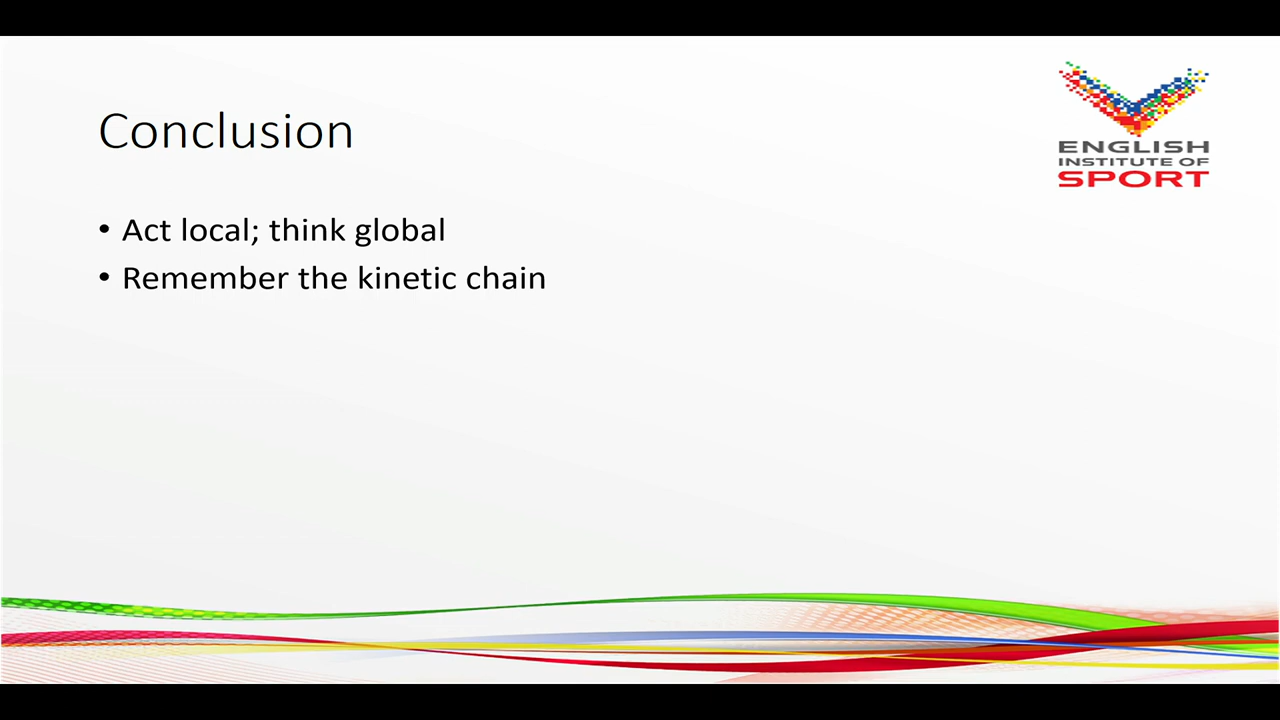 Conclusion
• Act local; think global
• Remember the kinetic chain
ENGLISH
INSTITUTE OF
SPORT